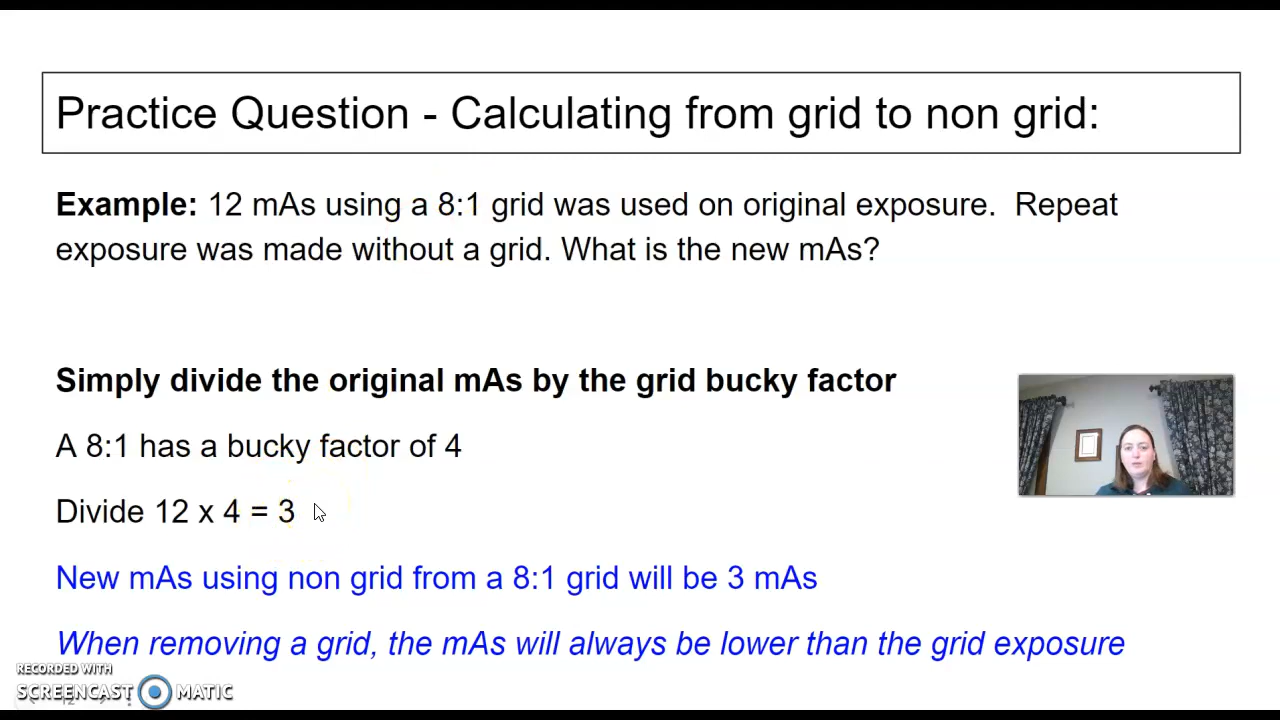 Practice Question - Calculating from grid to non grid:
Example: 12 mAs using a 8:1 grid was used on original exposure.  Repeat
exposure was made without a grid. What is the new mAs?
Simply divide the original mAs by the grid bucky factor
A 8:1 has a bucky factor of 4
Divide 12 x 4 = 3
New mAs using non grid from a 8:1 grid will be 3 mAs
When removing a grid, the mAs will always be lower than the grid exposure
RECORDED WITH
SCREENCAST MATIC
12